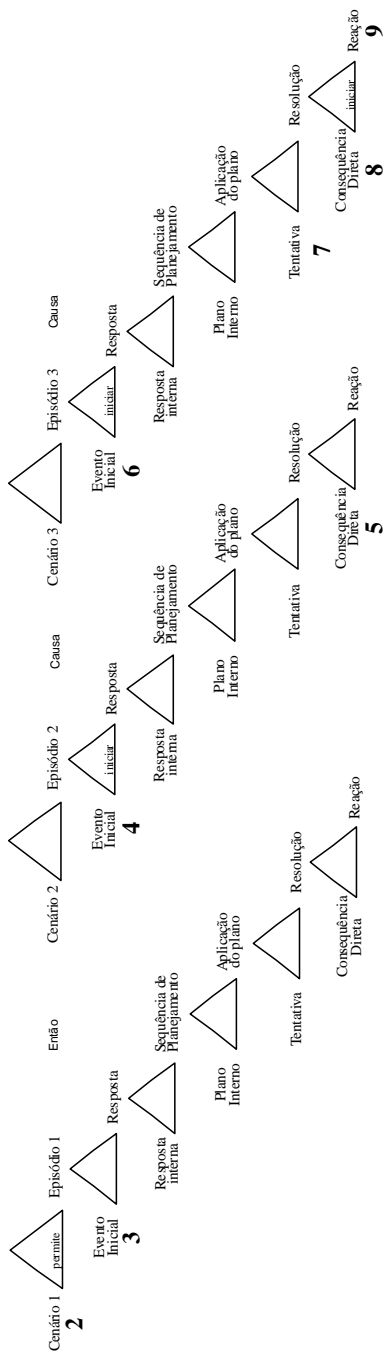 Cenário 1
2
permite
Episódio 1
Evento
Inicial
3
Resposta
Resposta
interna
Sequência de
Planejamento
Plano
Interno
Aplicação
do plano
Tentativa
Resolução
Consequência
Direta
Reação
Então
Cenário 2
Episódio 2
Evento
Inicial
4
iniciar
Resposta
Resposta
interna
Sequência de
Planejamento
Plano
Interno
Aplicação
do plano
Tentativa
Resolução
Consequência
Direta
5
Reação
Causa
Cenário 3
Episódio 3
Causa
Evento
Inicial
6
iniciar
Resposta
Resposta
interna
Sequência de
Planejamento
Plano
Interno
Aplicação
do plano
Tentativa
7
Resolução
Consequência
Direta
8
iniciar
Reação
9